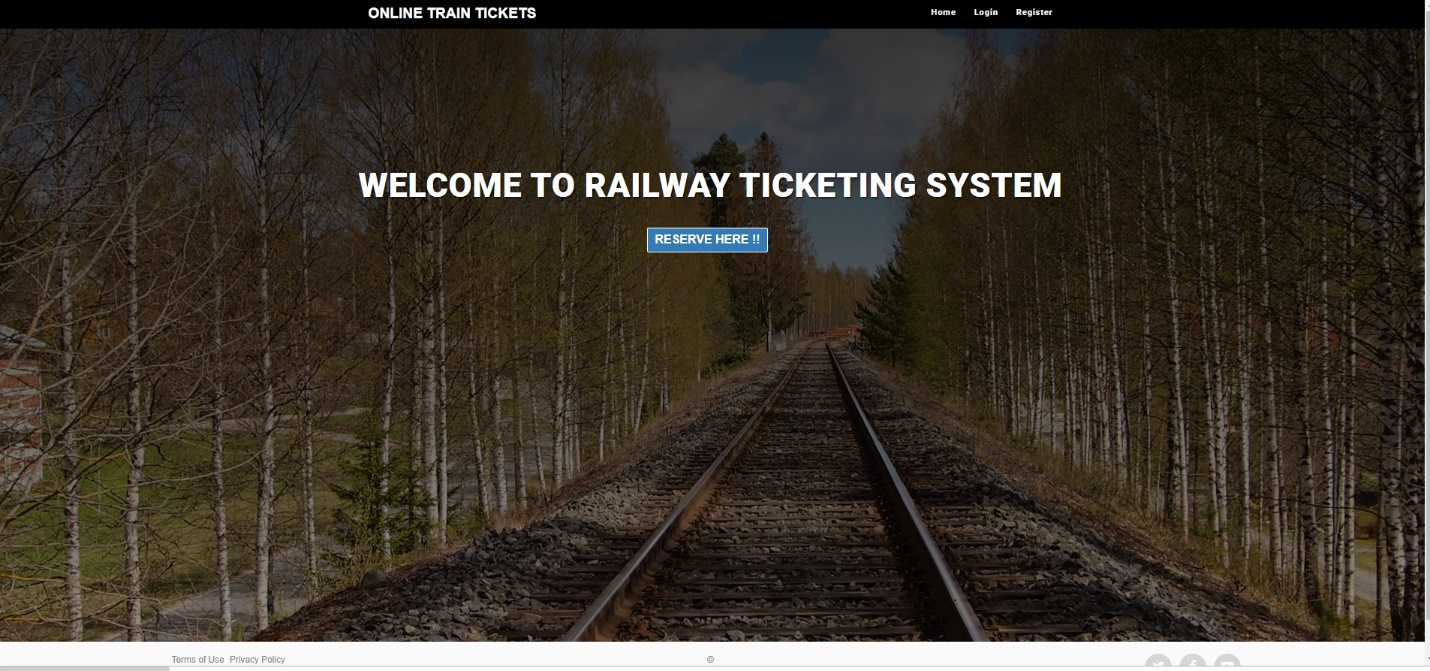 ONLINE TRAIN TICKETS
Home Login Register
WELCOME TO RAILWAY TICKETING SYSTEM
RESERVE HERE !!
Terms of Use Privacy Policy
©